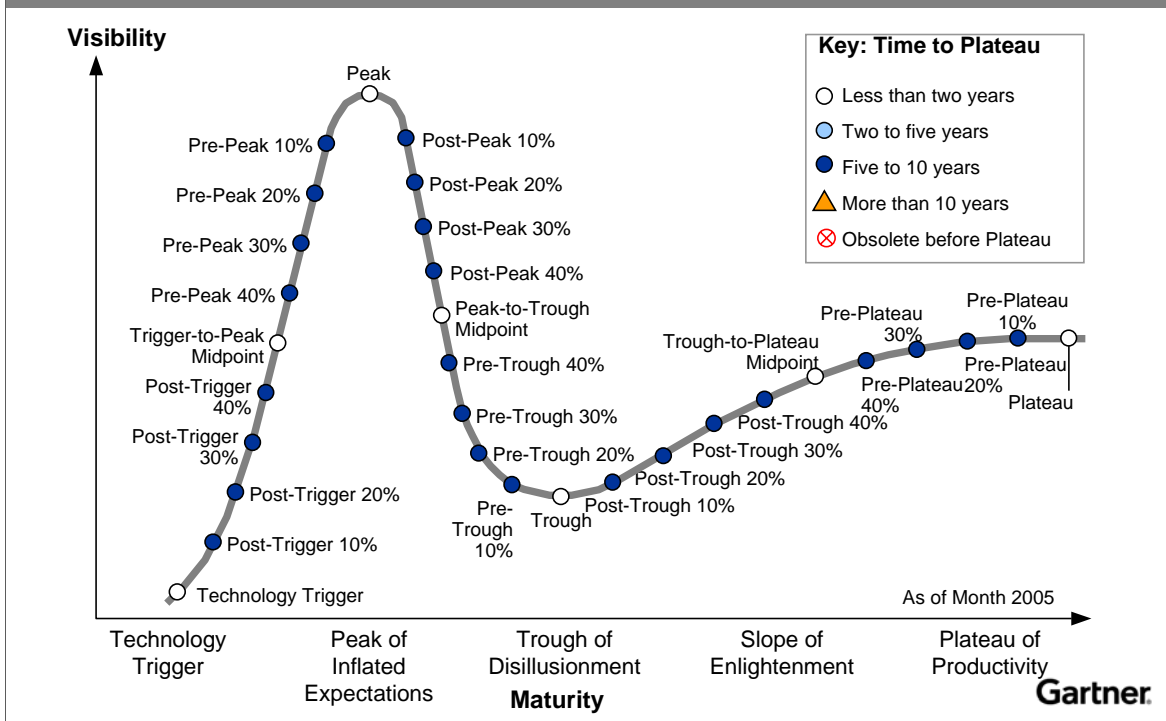 Visibility
Key: Time to Plateau
Less than two years
Two to five years
Five to 10 years
More than 10 years
Obsolete before Plateau
Peak
Pre-Peak 10%
Pre-Peak 20%
Pre-Peak 30%
Pre-Peak 40%
Trigger-to-Peak
Midpoint
Post-Trigger
40%
Post-Trigger
30%
Post-Trigger 20%
Post-Trigger 10%
Technology Trigger
Post-Peak 10%
Post-Peak 20%
Post-Peak 30%
Post-Peak 40%
Peak-to-Trough
Midpoint
Pre-Trough 40%
Pre-Trough 30%
Pre-Trough 20%
Pre-
Trough
10%
Trough
Post-Trough 10%
Post-Trough 20%
Post-Trough 30%
Post-Trough 40%
Trough-to-Plateau
Midpoint
Pre-Plateau
40%
Pre-Plateau
30%
Pre-Plateau
20%
Pre-Plateau
10%
Plateau
As of Month 2005
Technology
Trigger
Peak of
Inflated
Expectations
Trough of
Disillusionment
Slope of
Enlightenment
Plateau of
Productivity
Maturity
Gartner.